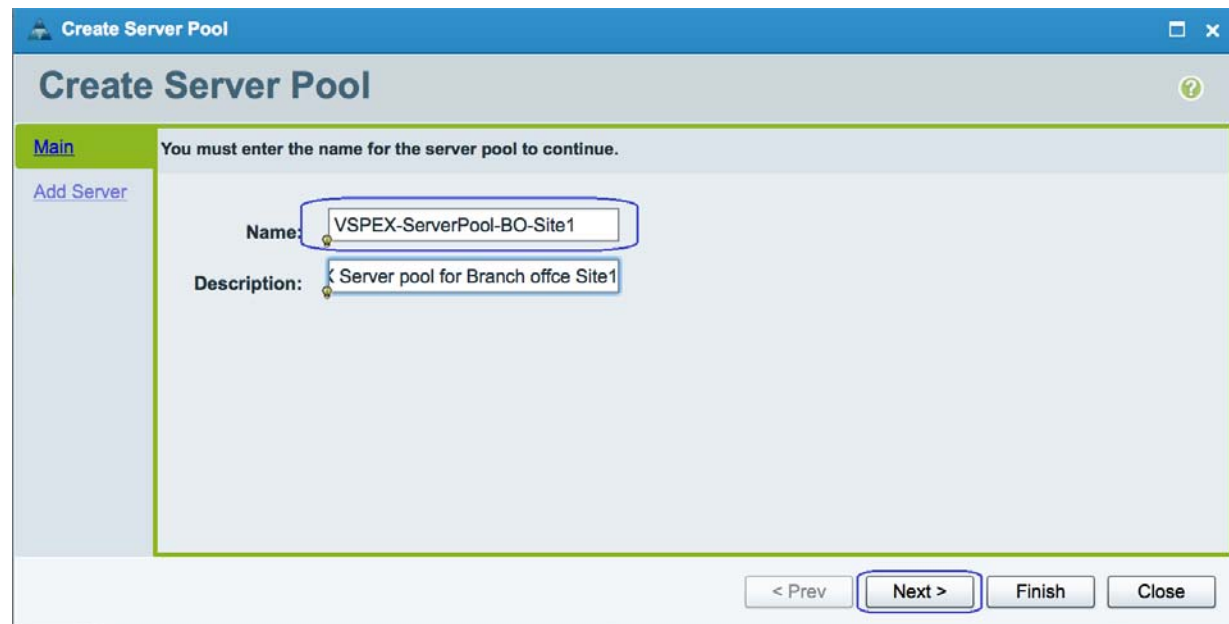 Create Server Pool
Create Server Pool
?
Main
You must enter the name for the server pool to continue.
Add Server
Name:
VSPEX-ServerPool-BO-Site1
Description:
Server pool for Branch offce Site1
< Prev
Next >
Finish
Close